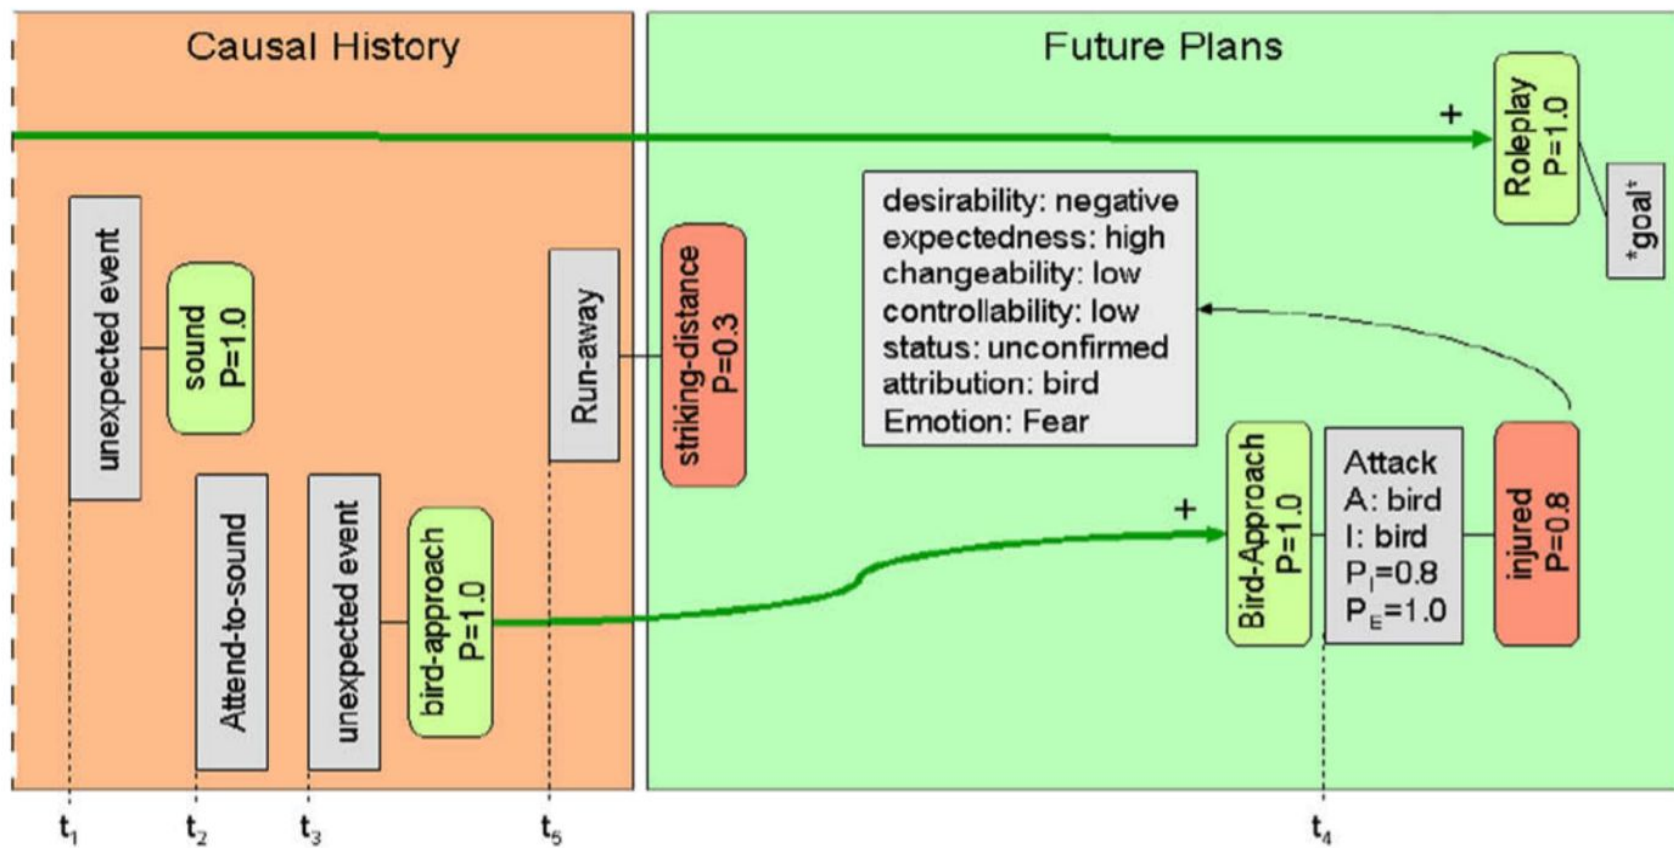 Causal History
Future Plans
+
Roleplay
P=1.0
*goal*
unexpected event
sound
P=1.0
Attend-to-sound
unexpected event
bird-approach
P=1.0
Run-away
striking-distance
P=0.3
desirability: negative
expectedness: high
changeability: low
controllability: low
status: unconfirmed
attribution: bird
Emotion: Fear
+
Bird-Approach
P=1.0
Attack
A: bird
I: bird
P_I=0.8
P_E=1.0
injured
P=0.8
t₁
t₂
t₃
t₅
t₄